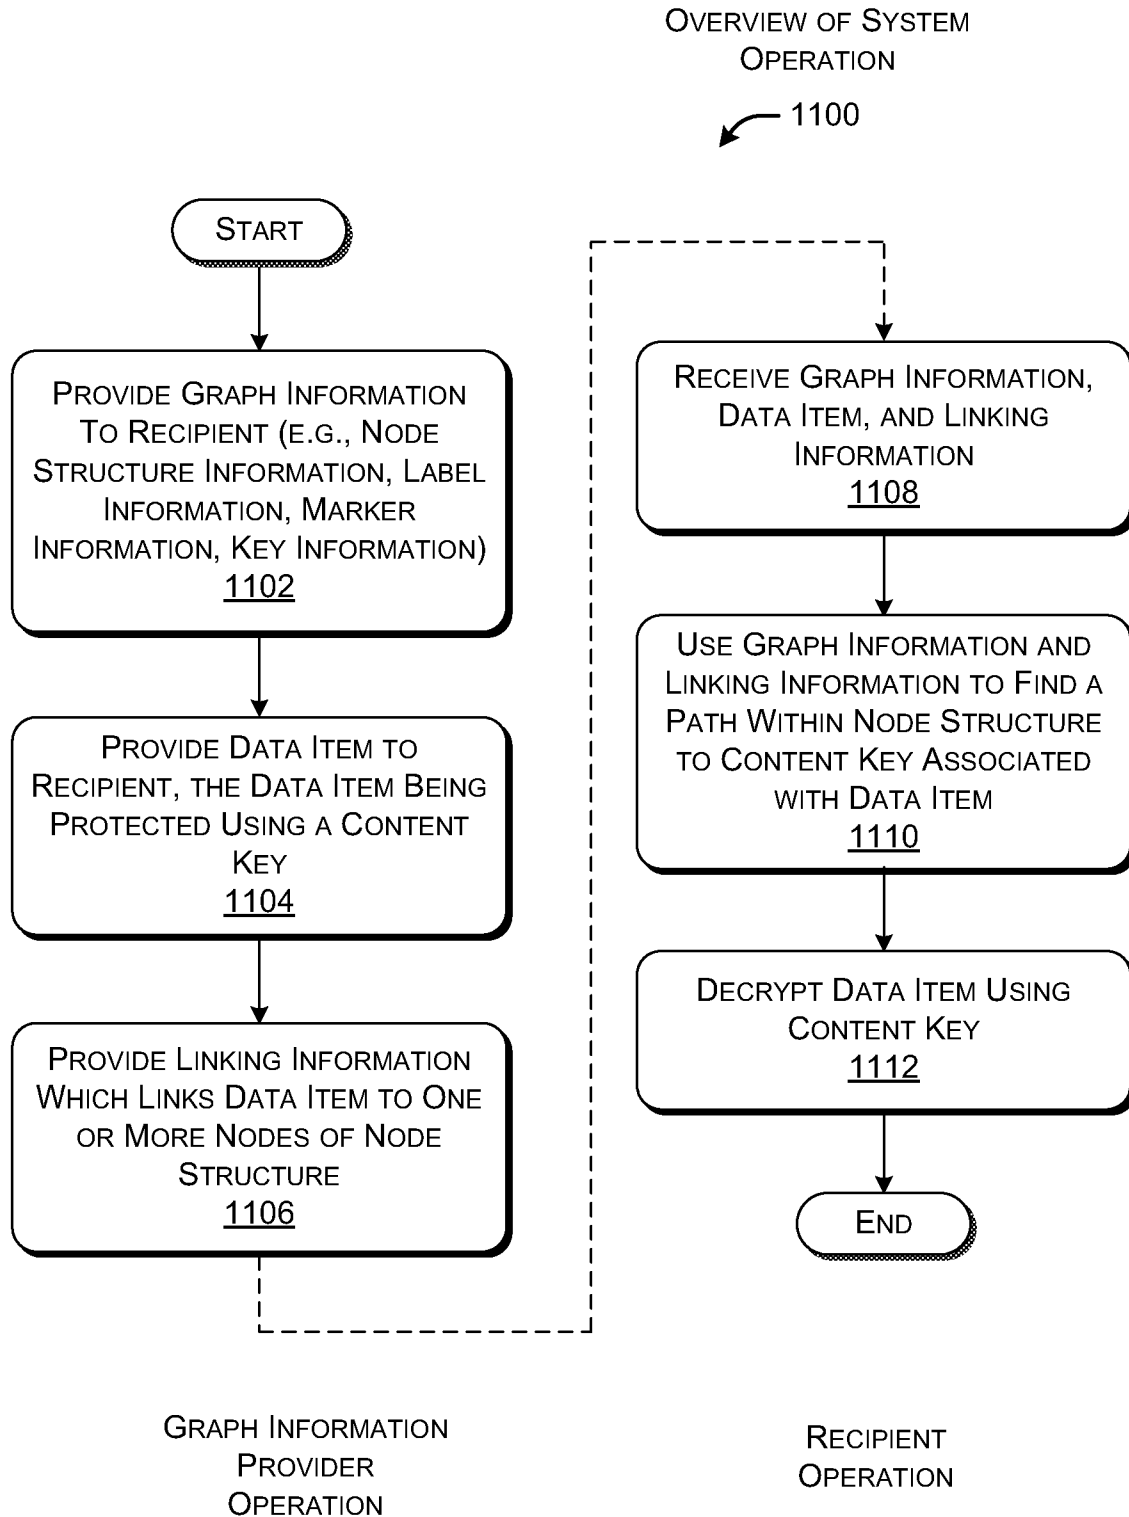 OVERVIEW OF SYSTEM
OPERATION
1100
START
PROVIDE GRAPH INFORMATION
TO RECIPIENT (E.G., NODE
STRUCTURE INFORMATION, LABEL
INFORMATION, MARKER
INFORMATION, KEY INFORMATION)
1102
PROVIDE DATA ITEM TO
RECIPIENT, THE DATA ITEM BEING
PROTECTED USING A CONTENT
KEY
1104
PROVIDE LINKING INFORMATION
WHICH LINKS DATA ITEM TO ONE
OR MORE NODES OF NODE
STRUCTURE
1106
GRAPH INFORMATION
PROVIDER
OPERATION
RECEIVE GRAPH INFORMATION,
DATA ITEM, AND LINKING
INFORMATION
1108
USE GRAPH INFORMATION AND
LINKING INFORMATION TO FIND A
PATH WITHIN NODE STRUCTURE
TO CONTENT KEY ASSOCIATED
WITH DATA ITEM
1110
DECRYPT DATA ITEM USING
CONTENT KEY
1112
END
RECIPIENT
OPERATION